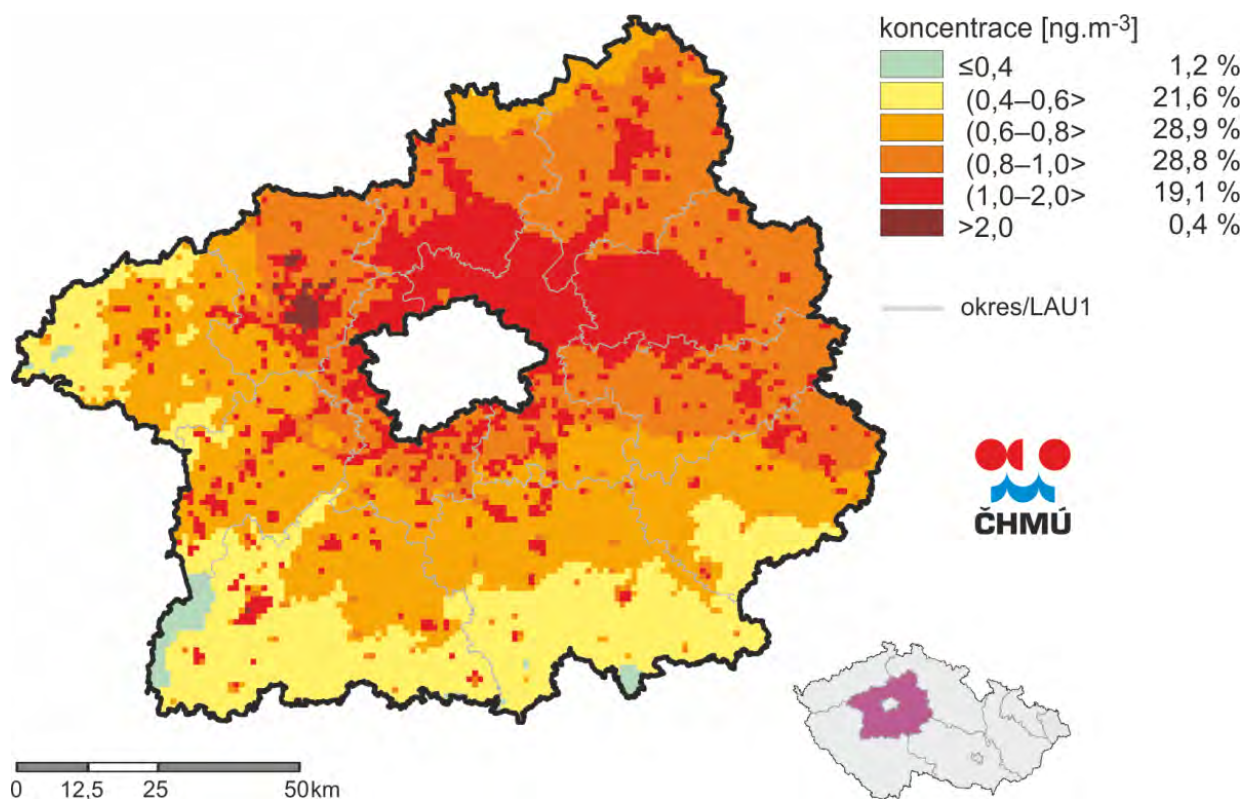 koncentrace [ng.m-3]
≤0,4 1,2 %
(0,4–0,6> 21,6 %
(0,6–0,8> 28,9 %
(0,8–1,0> 28,8 %
(1,0–2,0> 19,1 %
>2,0 0,4 %
okres/LAU1
ČHMÚ
0 12,5 25 50km